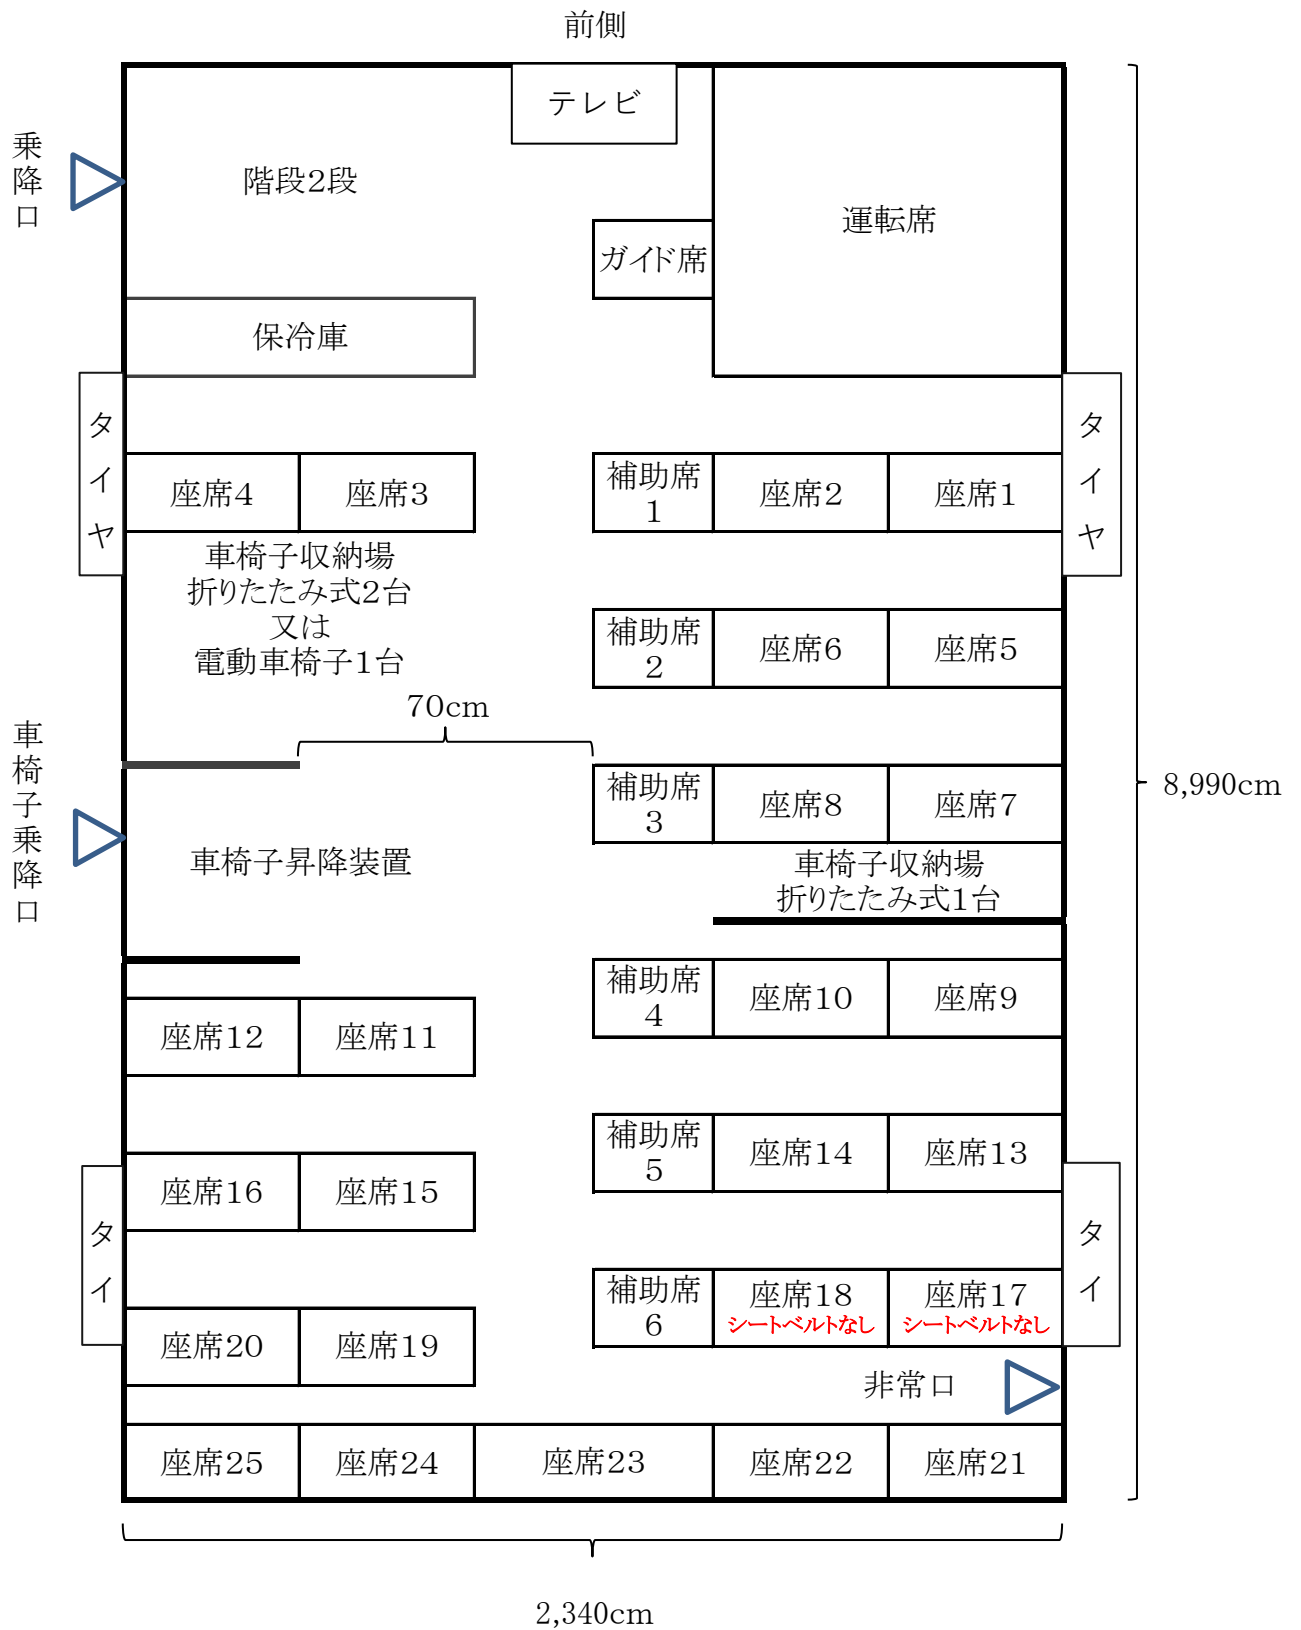 前側
テレビ
乗降口
階段2段
運転席
ガイド席
保冷庫
タイヤ
タイヤ
座席4
座席3
補助席
1
座席2
座席1
車椅子収納場
折りたたみ式2台
又は
電動車椅子1台
補助席
2
座席6
座席5
70cm
車椅子乗降口
補助席
3
座席8
座席7
8,990cm
車椅子昇降装置
車椅子収納場
折りたたみ式1台
補助席
4
座席10
座席9
座席12
座席11
補助席
5
座席14
座席13
座席16
座席15
タイ
タイ
補助席
6
座席18
シートベルトなし
座席17
シートベルトなし
座席20
座席19
非常口
座席25
座席24
座席23
座席22
座席21
2,340cm